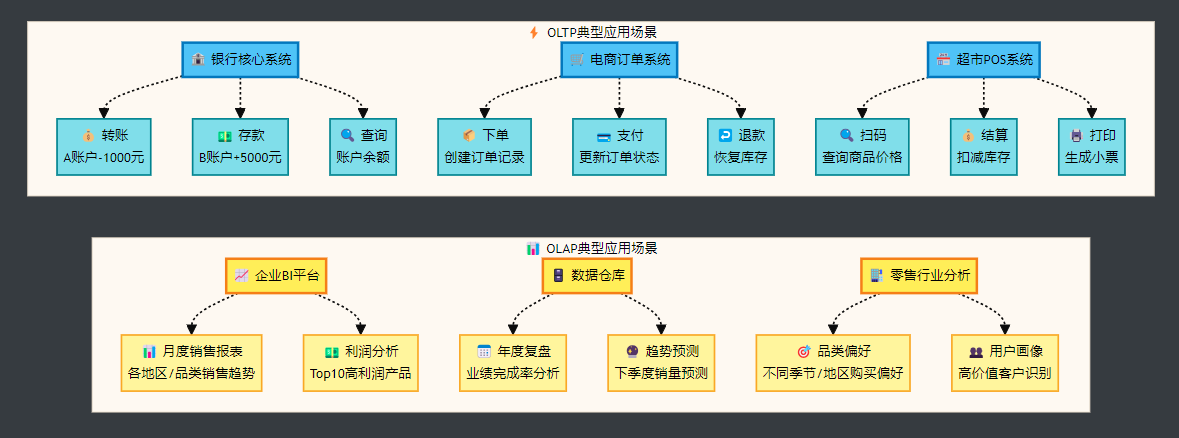 OLTP典型应用场景
银行核心系统
电商订单系统
超市POS系统
转账
A账户-1000元
存款
B账户+5000元
查询
账户余额
下单
创建订单记录
支付
更新订单状态
退款
恢复库存
扫码
查询商品价格
结算
扣减库存
打印
生成小票
OLAP典型应用场景
企业BI平台
数据仓库
零售行业分析
月度销售报表
各地区/品类销售趋势
利润分析
Top10高利润产品
年度复盘
业绩完成率分析
趋势预测
下季度销量预测
品类偏好
不同季节/地区购买偏好
用户画像
高价值客户识别